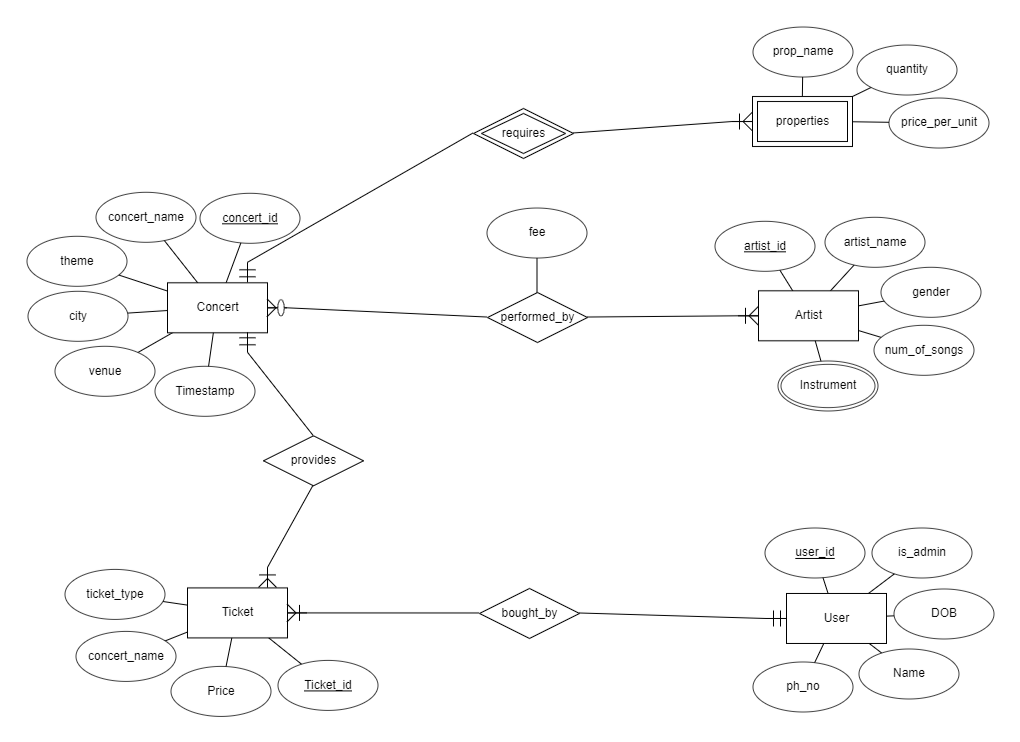 prop_name
quantity
properties
price_per_unit
requires
concert_name
concert_id
theme
Concert
city
venue
Timestamp
fee
performed_by
artist_id
artist_name
gender
Artist
num_of_songs
Instrument
provides
ticket_type
Ticket
concert_name
Price
Ticket_id
bought_by
user_id
is_admin
User
DOB
Name
ph_no